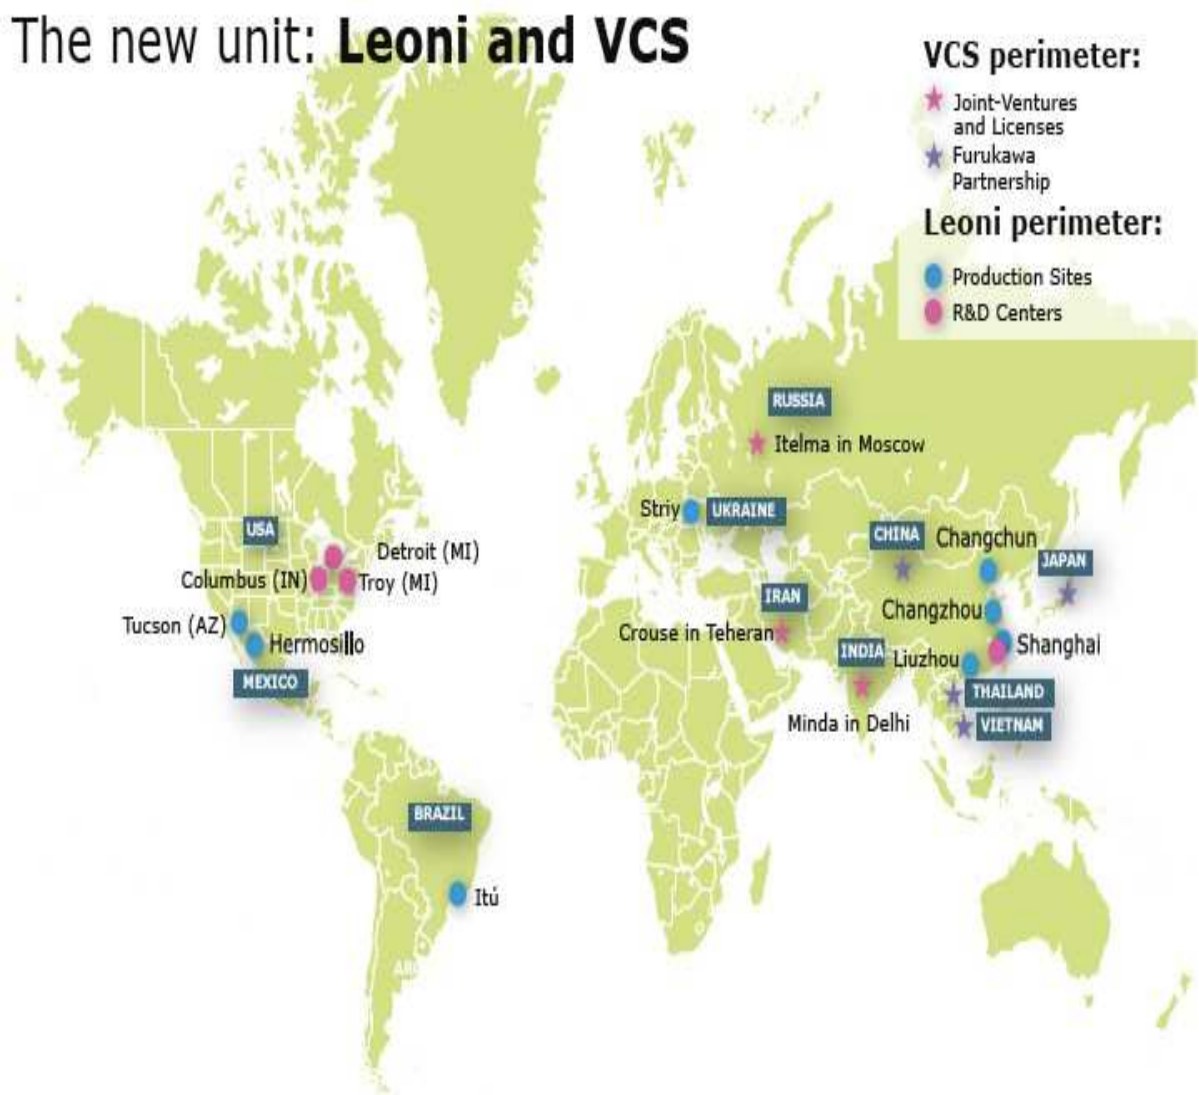 The new unit: Leoni and VCS
VCS perimeter:
Joint-Ventures
and Licenses
Furukawa
Partnership
Leoni perimeter:
Production Sites
R&D Centers
RUSSIA
Itelma in Moscow
Striy
UKRAINE
USA
Detroit (MI)
Columbus (IN)
Troy (MI)
Tucson (AZ)
Hermosillo
MEXICO
CHINA
Changchun
JAPAN
IRAN
Changzhou
Crouse in Teheran
INDIA
Liuzhou
Shanghai
THAILAND
Minda in Delhi
VIETNAM
BRAZIL
Itú